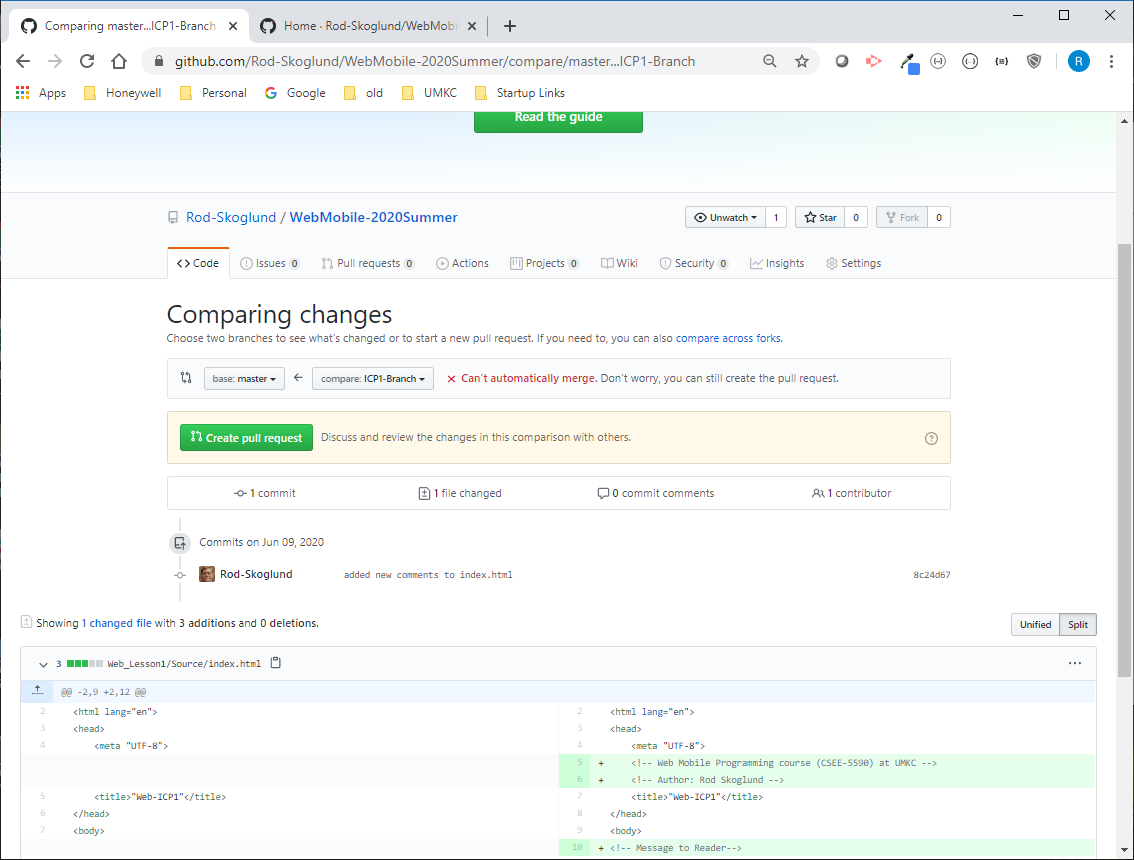 Comparing master...ICP1-Branch
Home · Rod-Skoglund/WebMobi
github.com/Rod-Skoglund/WebMobile-2020Summer/compare/master...ICP1-Branch
R
Apps Honeywell Personal Google old UMKC Startup Links
Read the guide
Rod-Skoglund / WebMobile-2020Summer
Unwatch 1 Star 0 Fork 0
Code Issues 0 Pull requests 0 Actions Projects 0 Wiki Security 0 Insights Settings
Comparing changes
Choose two branches to see what's changed or to start a new pull request. If you need to, you can also compare across forks.
base: master compare: ICP1-Branch Can't automatically merge. Don't worry, you can still create the pull request.
Create pull request Discuss and review the changes in this comparison with others.
1 commit 1 file changed 0 commit comments 1 contributor
Commits on Jun 09, 2020
Rod-Skoglund added new comments to index.html 8c24d67
Showing 1 changed file with 3 additions and 0 deletions.
Unified Split
3 Web_Lesson1/Source/index.html
@@ -2,9 +2,12 @@
2 <html lang="en"> 2 <html lang="en">
3 <head> 3 <head>
4 <meta "UTF-8"> 4 <meta "UTF-8">
5 + <!-- Web Mobile Programming course (CSEE-5590) at UMKC -->
6 + <!-- Author: Rod Skoglund -->
5 <title>"Web-ICP1"</title> 7 <title>"Web-ICP1"</title>
6 </head> 8 </head>
7 <body> 9 <body>
10 + <!-- Message to Reader-->